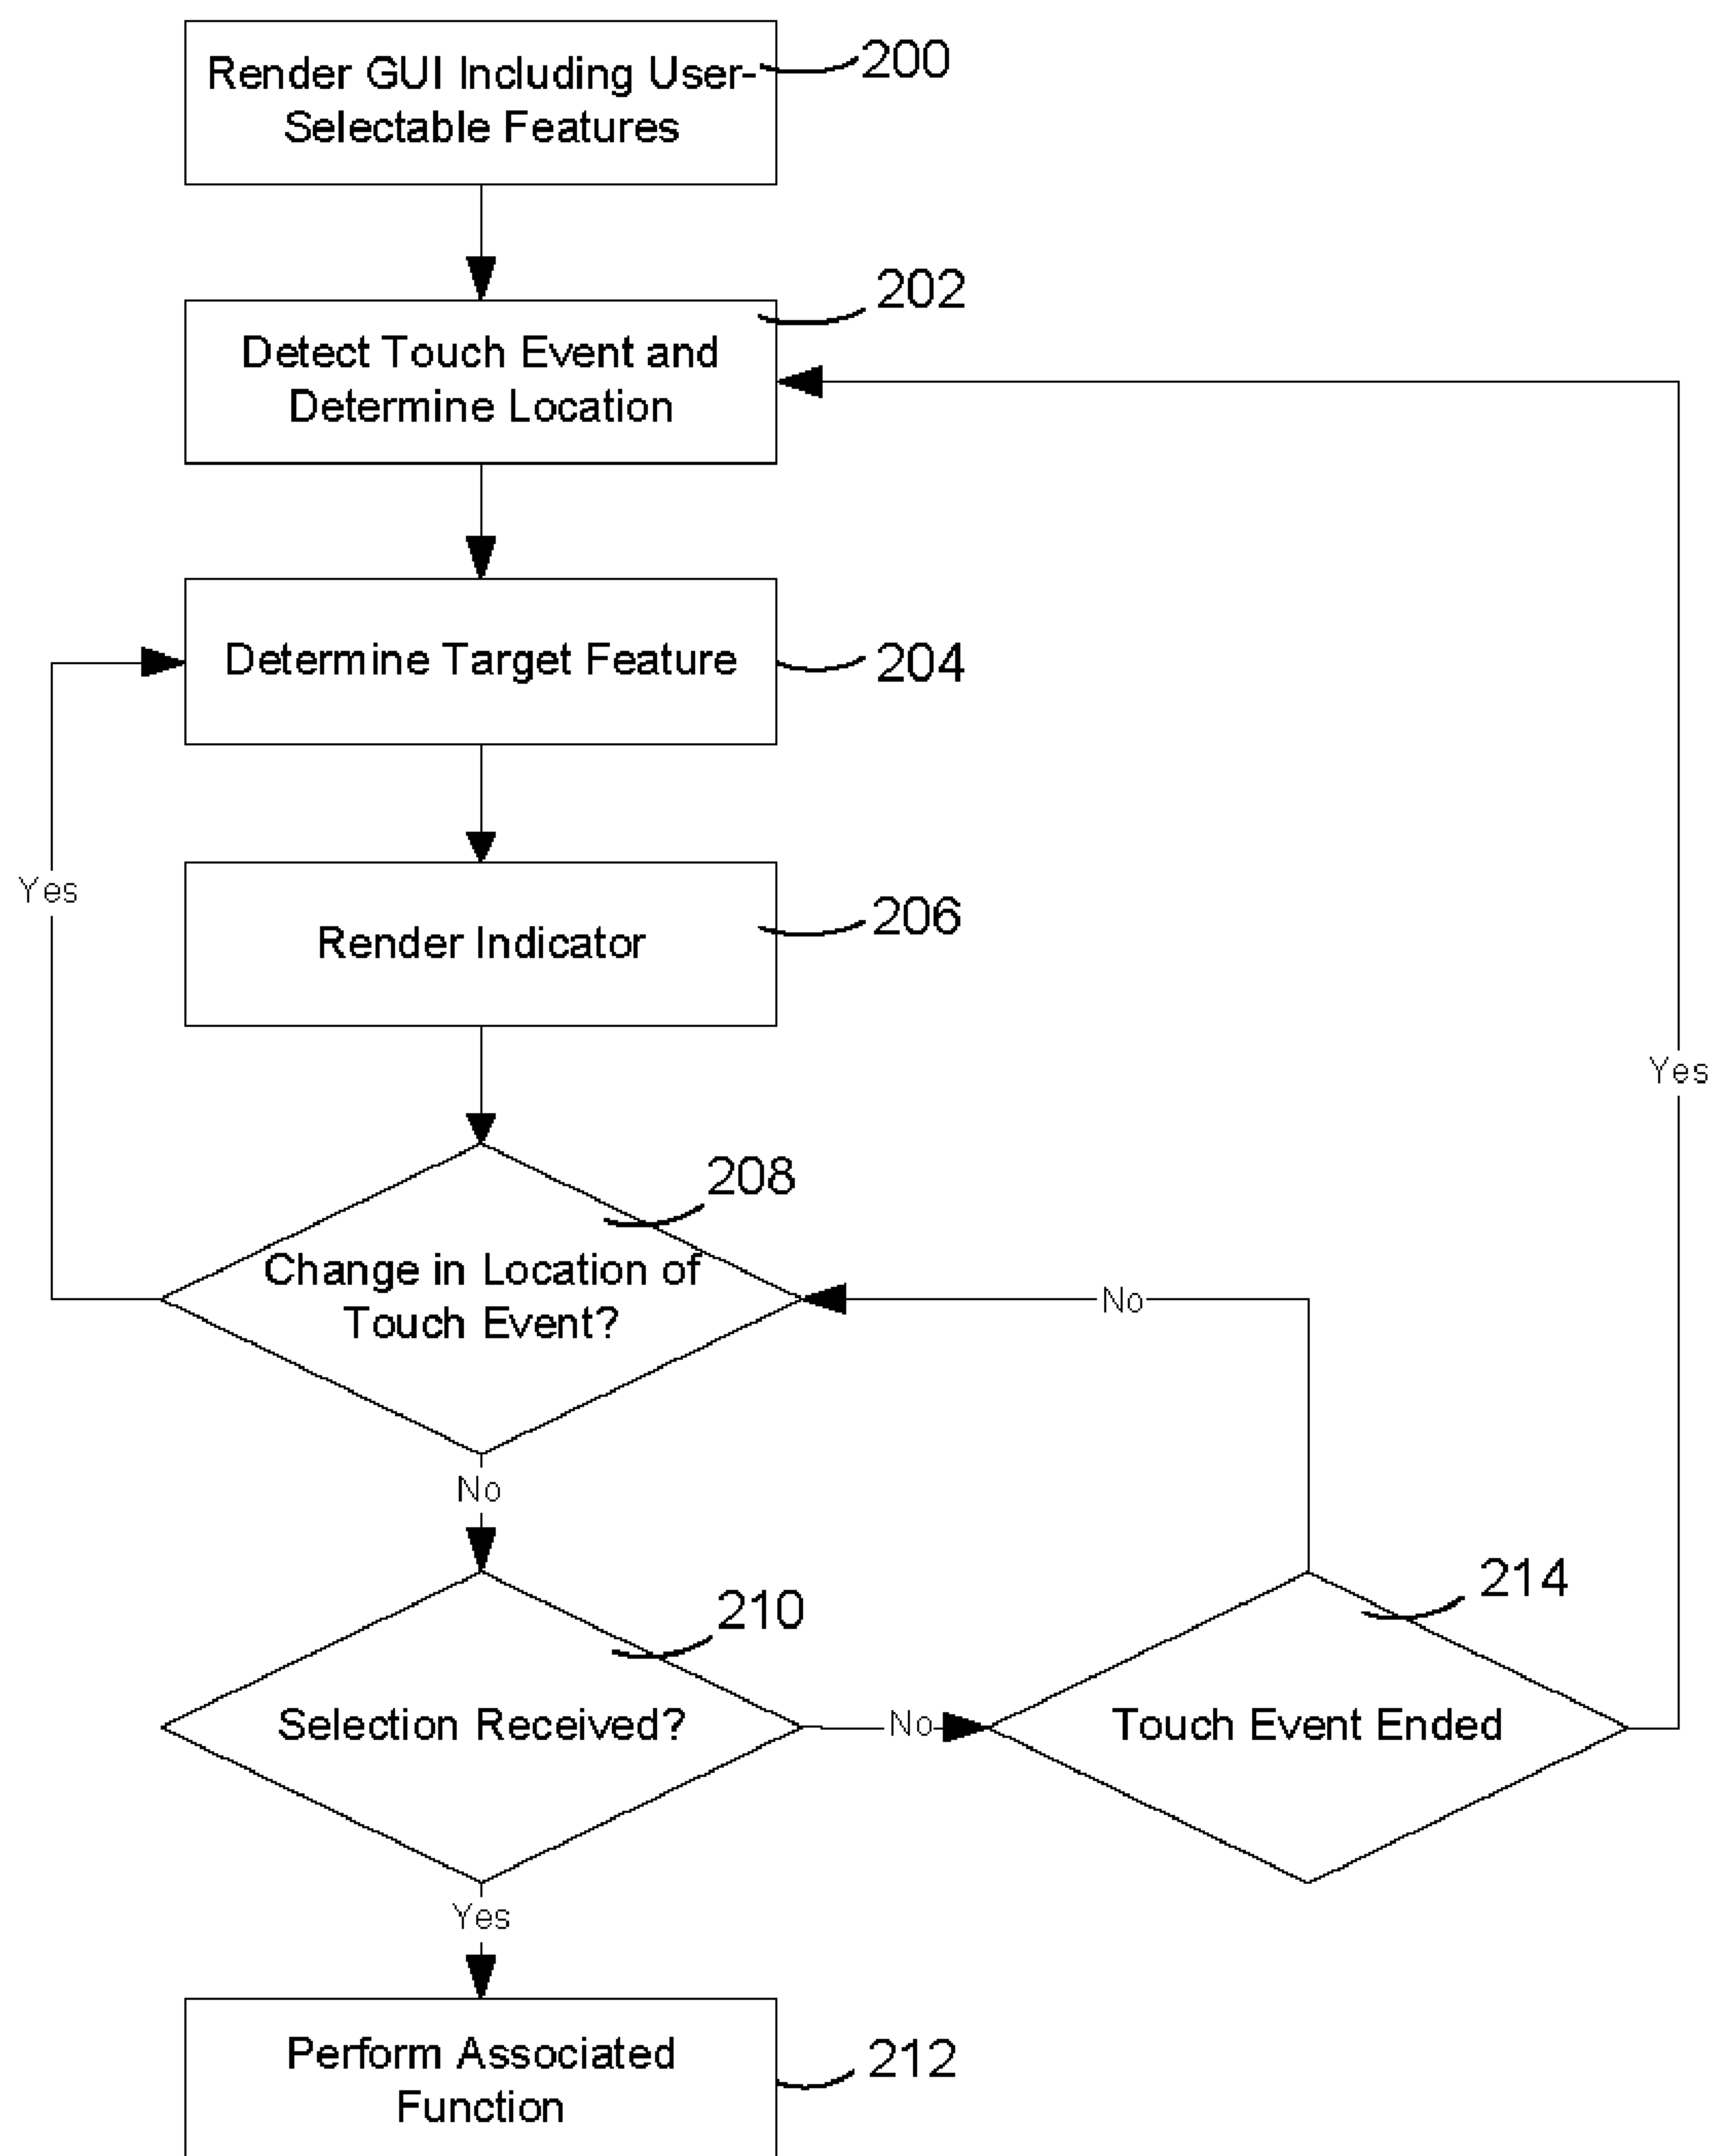 Render GUI Including User-
Selectable Features
200
202
Detect Touch Event and
Determine Location
Determine Target Feature
204
Yes
Render Indicator
206
Yes
208
Change in Location of
Touch Event?
No
No
210
214
Selection Received?
No
Touch Event Ended
Yes
Perform Associated
Function
212